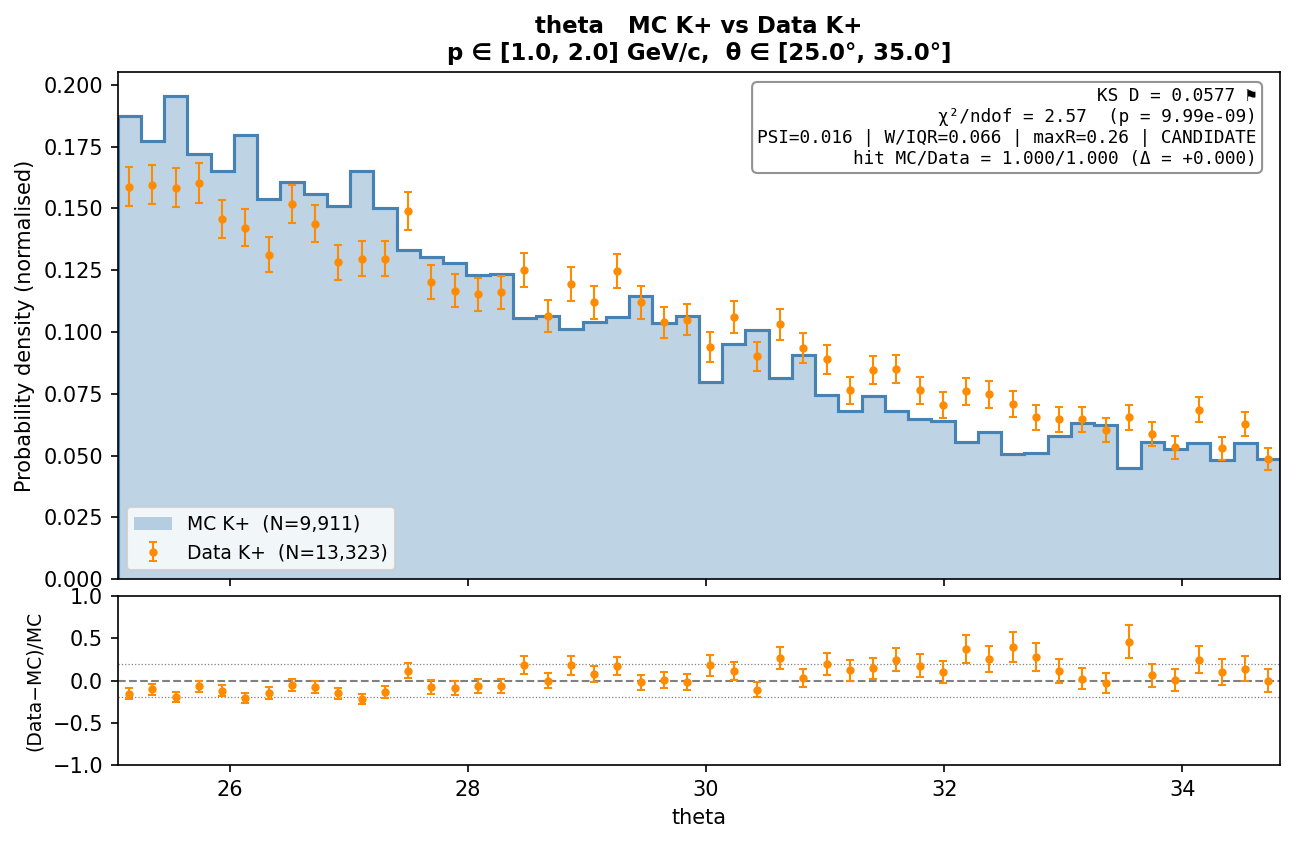 theta   MC K+ vs Data K+
p ∈ [1.0, 2.0] GeV/c,  θ ∈ [25.0°, 35.0°]
KS D = 0.0577 ⚑
χ²/ndof = 2.57  (p = 9.99e-09)
PSI=0.016 | W/IQR=0.066 | maxR=0.26 | CANDIDATE
hit MC/Data = 1.000/1.000 (Δ = +0.000)
Probability density (normalised)
0.200
0.175
0.150
0.125
0.100
0.075
0.050
0.025
0.000
MC K+  (N=9,911)
Data K+  (N=13,323)
(Data−MC)/MC
1.0
0.5
0.0
−0.5
−1.0
26
28
30
32
34
theta